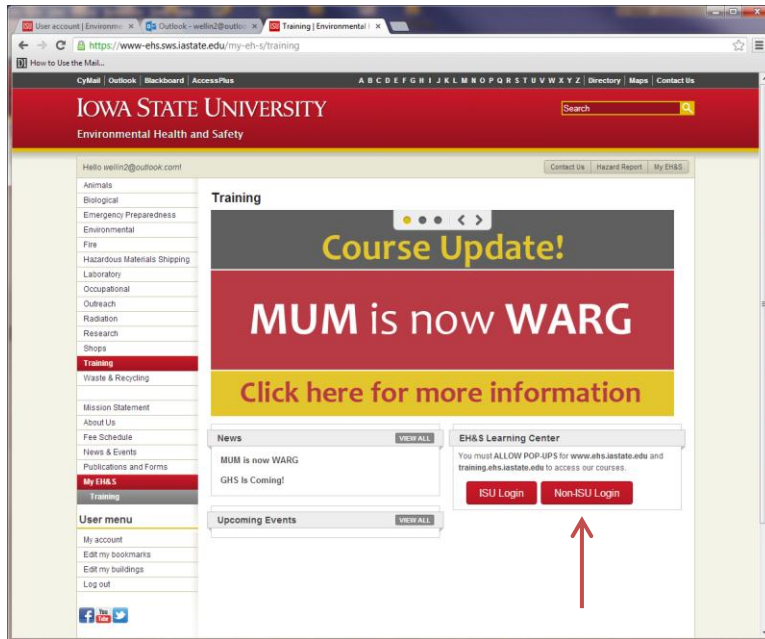 User account | Environme
Outlook - wellin2@outloo
Training | Environmental H
https://www-ehs.sws.iastate.edu/my-eh-s/training
How to Use the Mail...
CyMail Outlook Blackboard AccessPlus
A B C D E F G H I J K L M N O P Q R S T U V W X Y Z Directory Maps Contact Us
IOWA STATE UNIVERSITY
Search
Environmental Health and Safety
Hello wellin2@outlook.com!
Contact Us Hazard Report My EH&S
Animals
Biological
Emergency Preparedness
Environmental
Fire
Hazardous Materials Shipping
Laboratory
Occupational
Outreach
Radiation
Research
Shops
Training
Waste & Recycling
Mission Statement
About Us
Fee Schedule
News & Events
Publications and Forms
My EH&S
Training
User menu
My account
Edit my bookmarks
Edit my buildings
Log out
f You Tube
Training
Course Update!
MUM is now WARG
Click here for more information
News VIEW ALL
MUM is now WARG
GHS Is Coming!
Upcoming Events VIEW ALL
EH&S Learning Center
You must ALLOW POP-UPS for www.ehs.iastate.edu and
training.ehs.iastate.edu to access our courses.
ISU Login Non-ISU Login